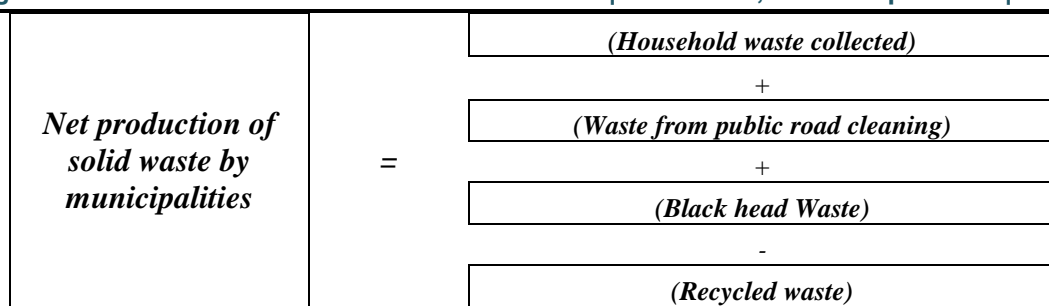 Net production of
solid waste by
municipalities
=
(Household waste collected)
+
(Waste from public road cleaning)
+
(Black head Waste)
-
(Recycled waste)